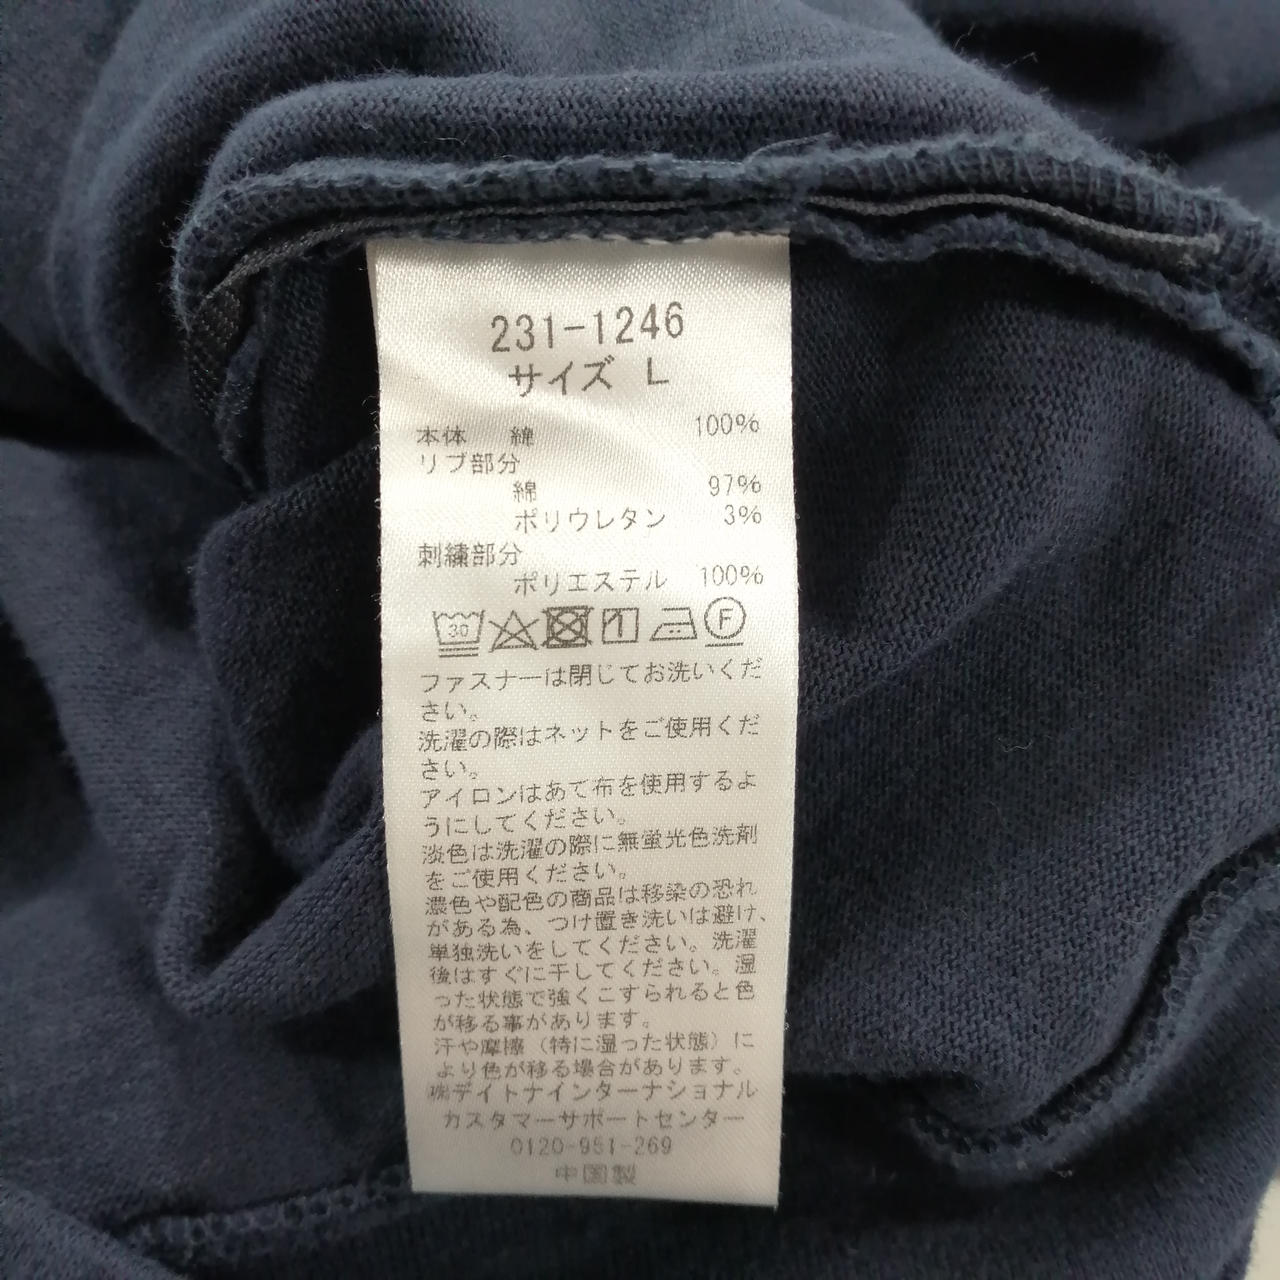 231-1246
サイズ L
本体 綿 100%
リブ部分
綿 97%
ポリウレタン 3%
刺繍部分
ポリエステル 100%
30 F
ファスナーは閉じてお洗いくだ
さい。
洗濯の際はネットをご使用くだ
さい。
アイロンはあて布を使用するよ
うにしてください。
淡色は洗濯の際に無蛍光色洗剤
をご使用ください。
濃色や配色の商品は移染の恐れ
がある為、つけ置き洗いは避け、
単独洗いをしてください。洗濯
後はすぐに干してください。湿
った状態で強くこすられると色
が移る事があります。
汗や摩擦（特に湿った状態）に
より色が移る場合があります。
㈱デイトナインターナショナル
カスタマーサポートセンター
0120-951-269
中国製